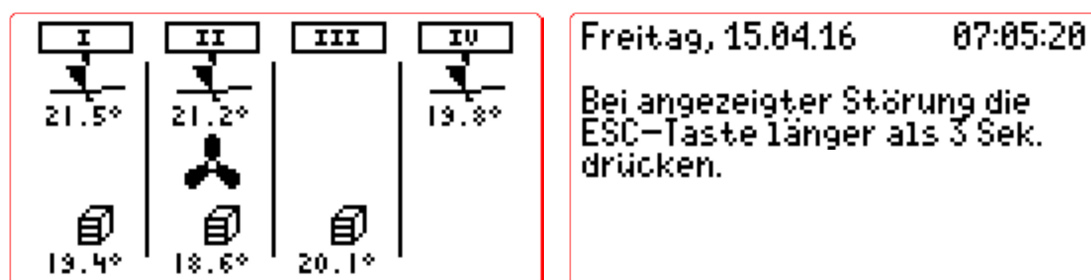 I II III IV
21.5° 21.2° 19.8°
19.4° 18.6° 20.1°
Freitag, 15.04.16 07:05:20
Bei angezeigter Störung die
ESC-Taste länger als 3 Sek.
drücken.